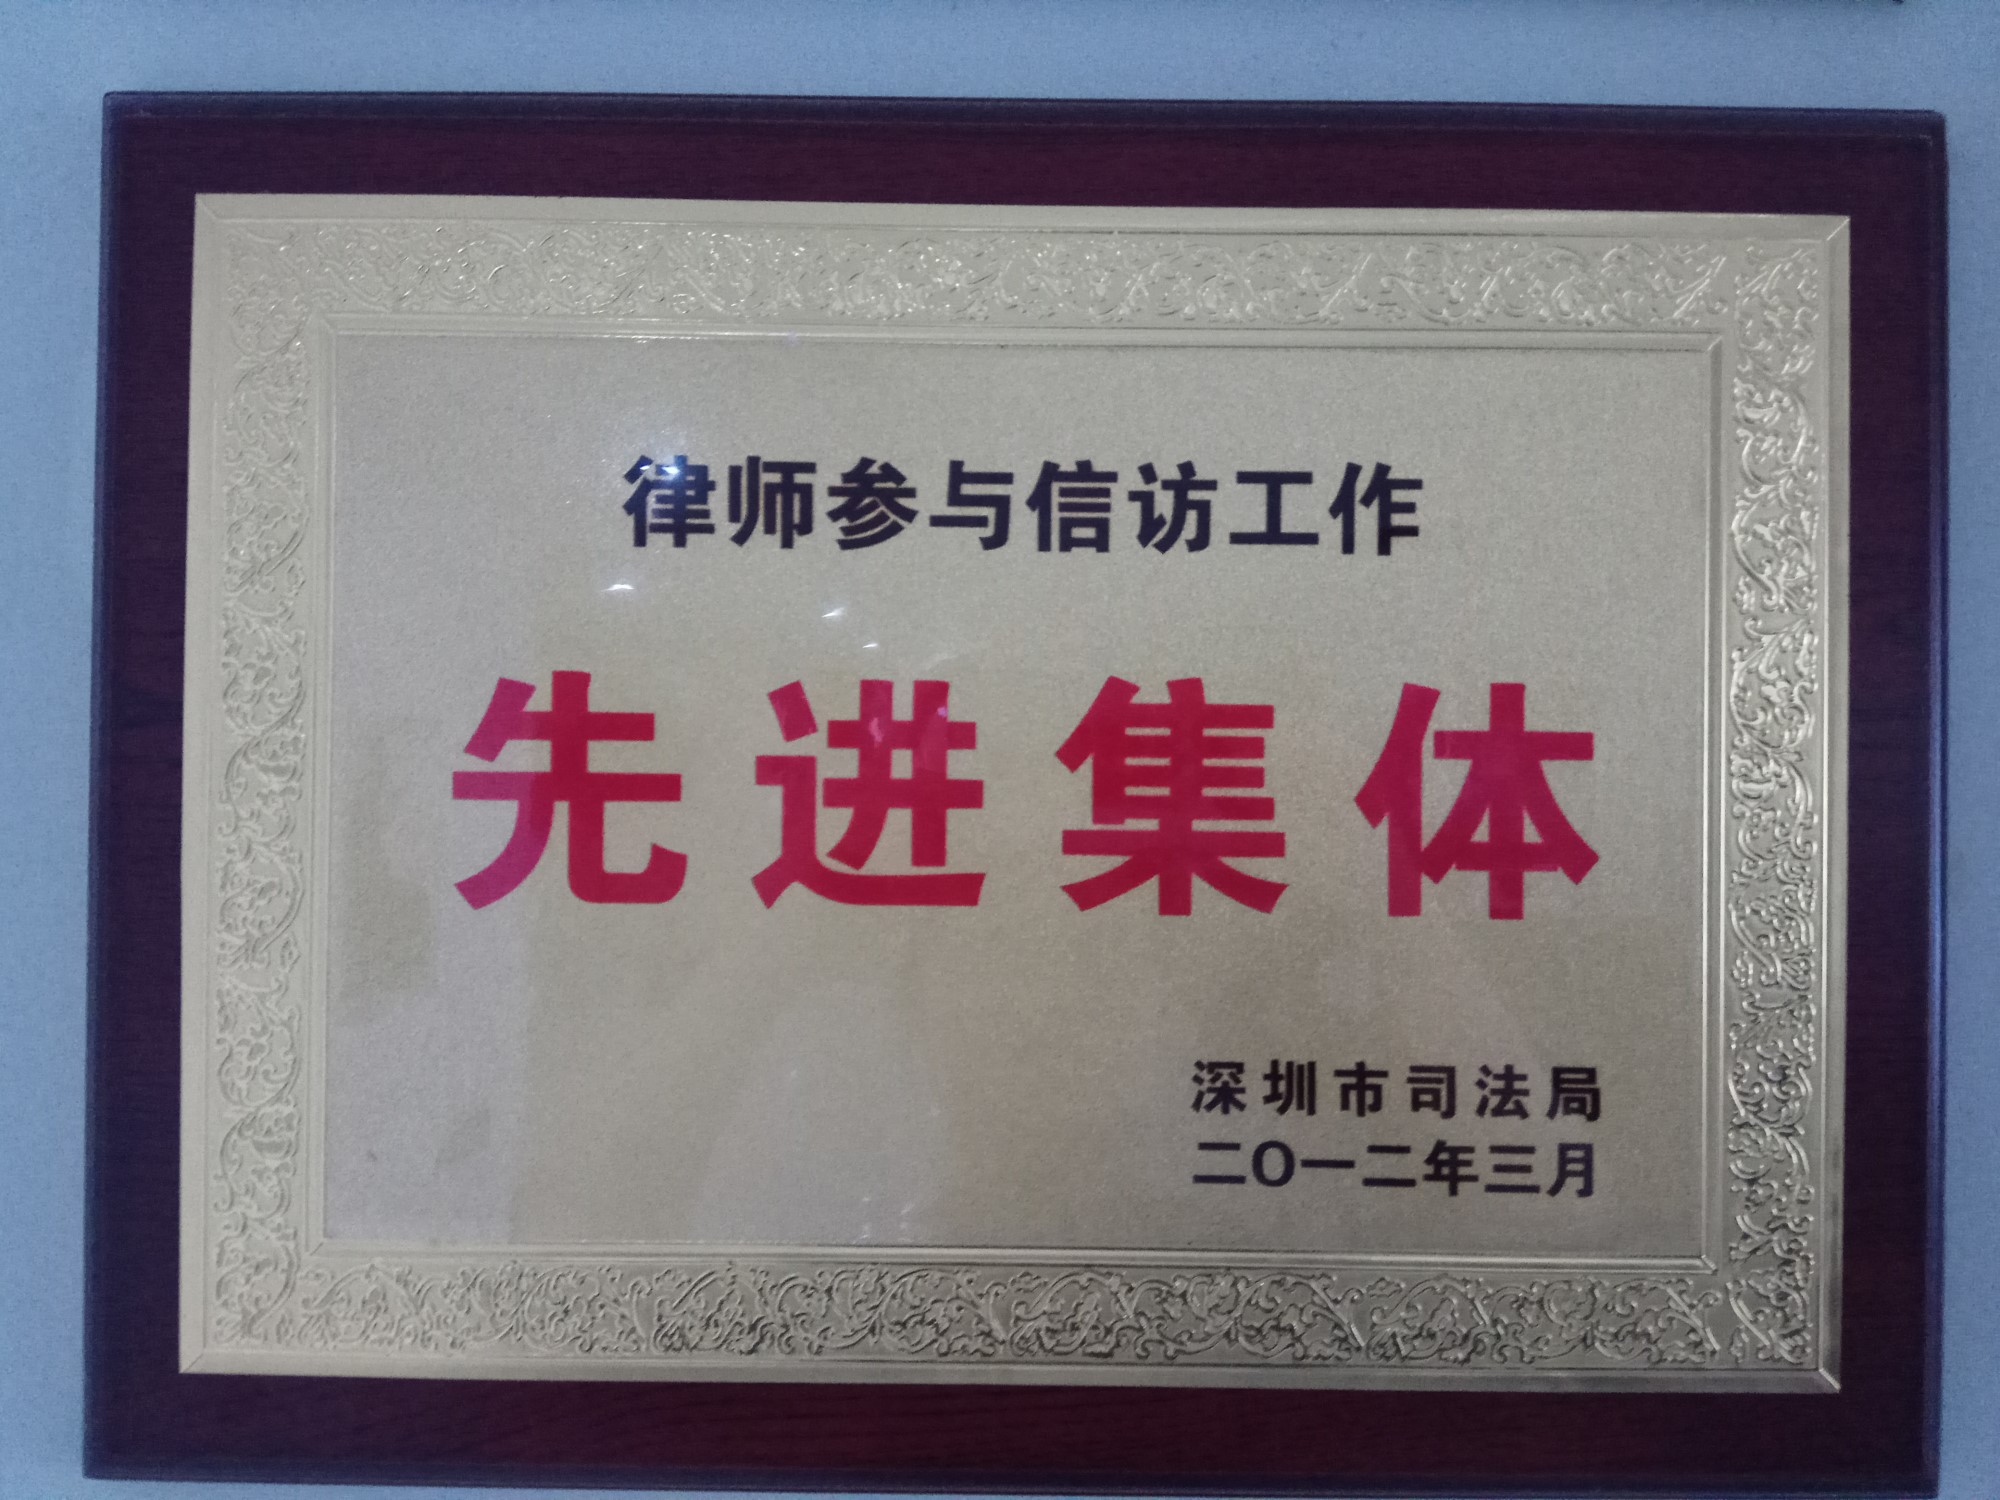 律师参与信访工作
先进集体
深圳市司法局
二〇一二年三月